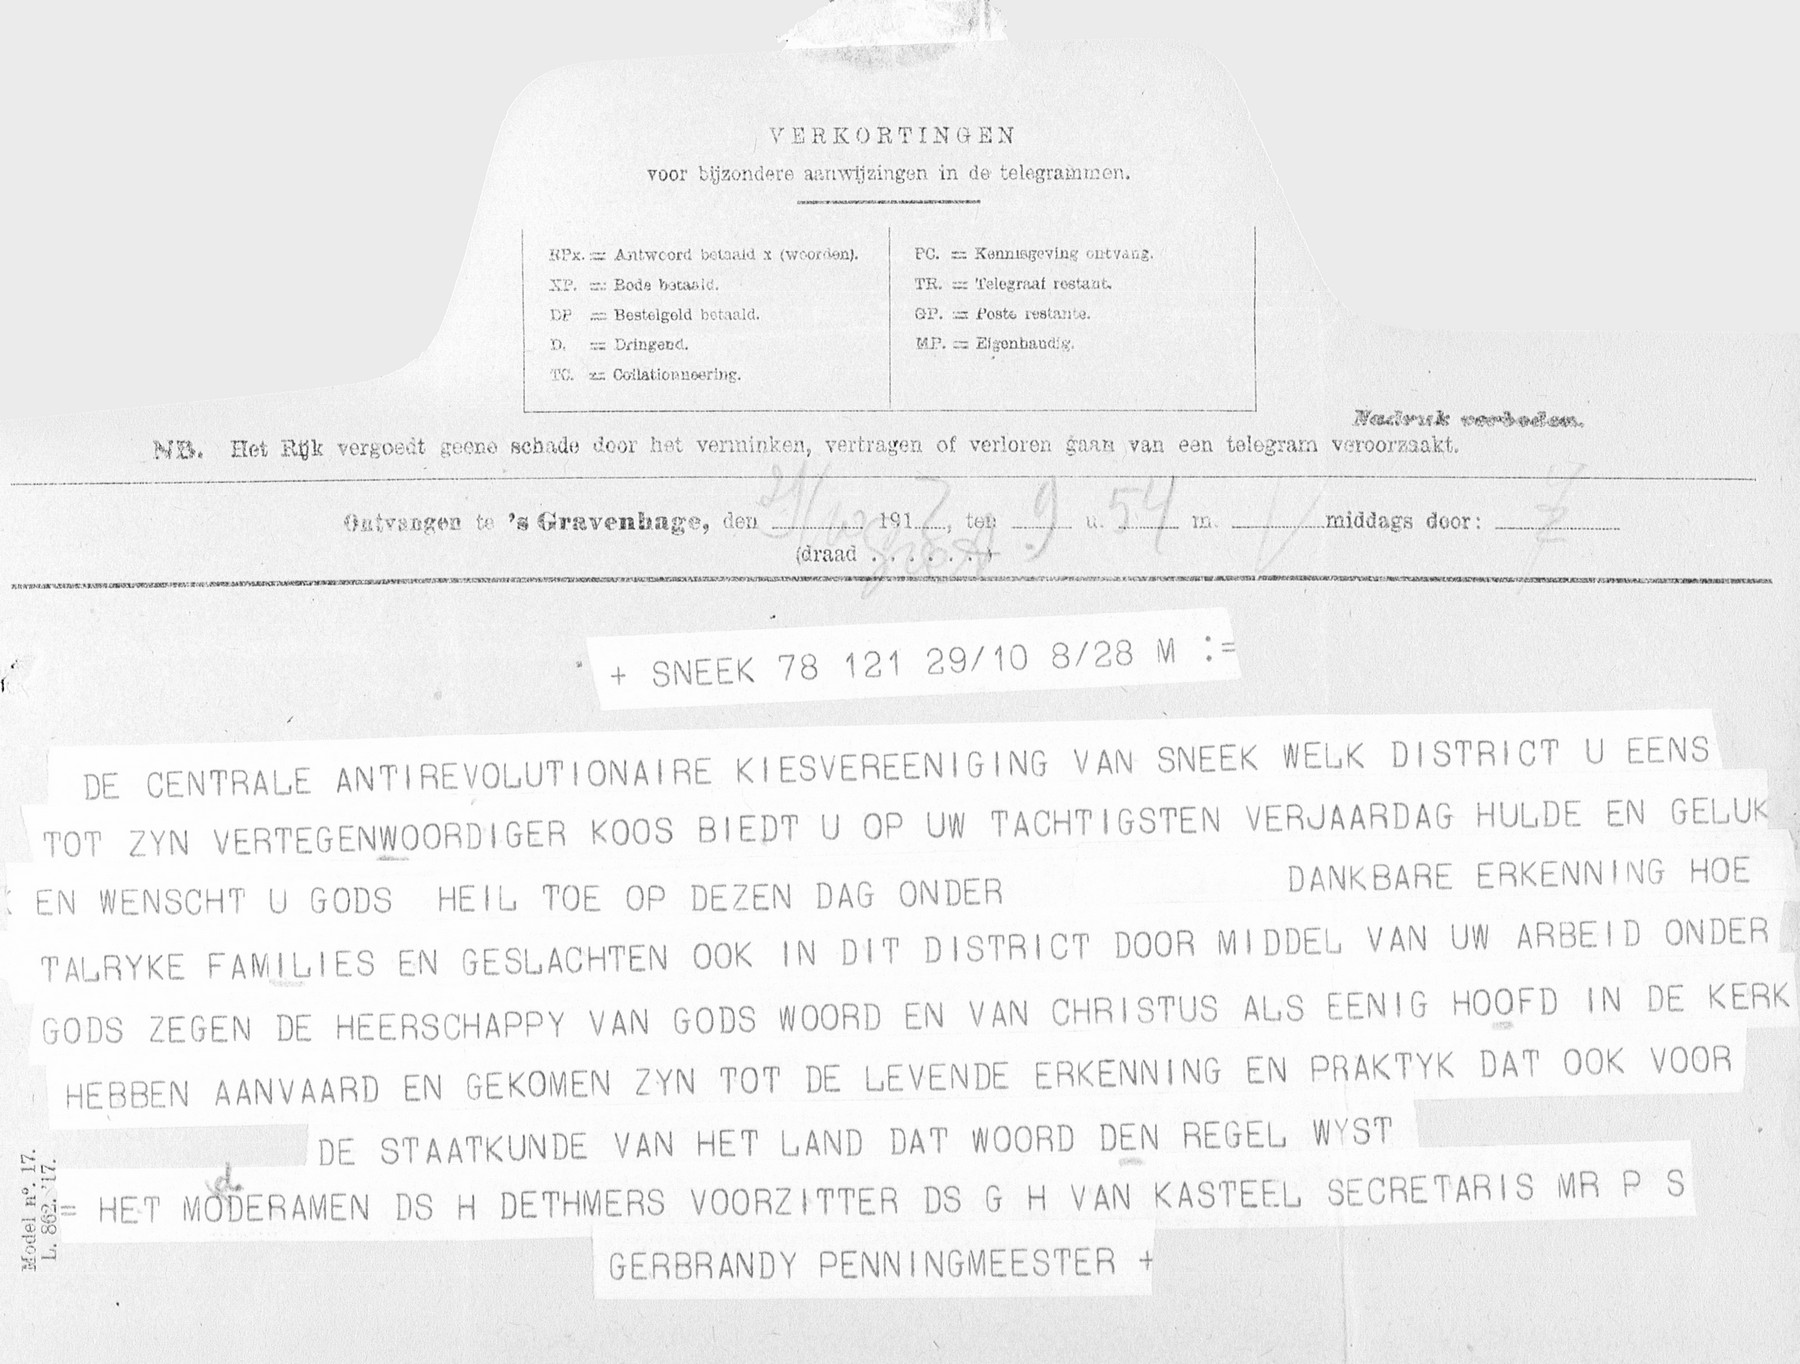 VERKORTINGEN
voor bijzondere aanwijzingen in de telegrammen.
RPx. = Antwoord betaald x (woorden).
XP. = Bode betaald.
DP = Bestelgeld betaald.
D. = Dringend.
TC. = Collationneering.
PC. = Kennisgeving ontvang.
TR. = Telegraaf restant.
GP. = Poste restante.
MP. = Eigenhandig.
Nadruk verboden.
NB. Het Rijk vergoedt geene schade door het verminken, vertragen of verloren gaan van een telegram veroorzaakt.
Ontvangen te 's Gravenhage, den 29/10 1917, ten 9 u. 54 m. middags door:
(draad . . . . . . .)
+ SNEEK 78 121 29/10 8/28 M :=
DE CENTRALE ANTIREVOLUTIONAIRE KIESVEREENIGING VAN SNEEK WELK DISTRICT U EENS
TOT ZYN VERTEGENWOORDIGER KOOS BIEDT U OP UW TACHTIGSTEN VERJAARDAG HULDE EN GELUK
EN WENSCHT U GODS HEIL TOE OP DEZEN DAG ONDER DANKBARE ERKENNING HOE
TALRYKE FAMILIES EN GESLACHTEN OOK IN DIT DISTRICT DOOR MIDDEL VAN UW ARBEID ONDER
GODS ZEGEN DE HEERSCHAPPY VAN GODS WOORD EN VAN CHRISTUS ALS EENIG HOOFD IN DE KERK
HEBBEN AANVAARD EN GEKOMEN ZYN TOT DE LEVENDE ERKENNING EN PRAKTYK DAT OOK VOOR
DE STAATKUNDE VAN HET LAND DAT WOORD DEN REGEL WYST
= HET MODERAMEN DS H DETHMERS VOORZITTER DS G H VAN KASTEEL SECRETARIS MR P S
GERBRANDY PENNINGMEESTER +
Model nº. 17.
L. 862. '17.